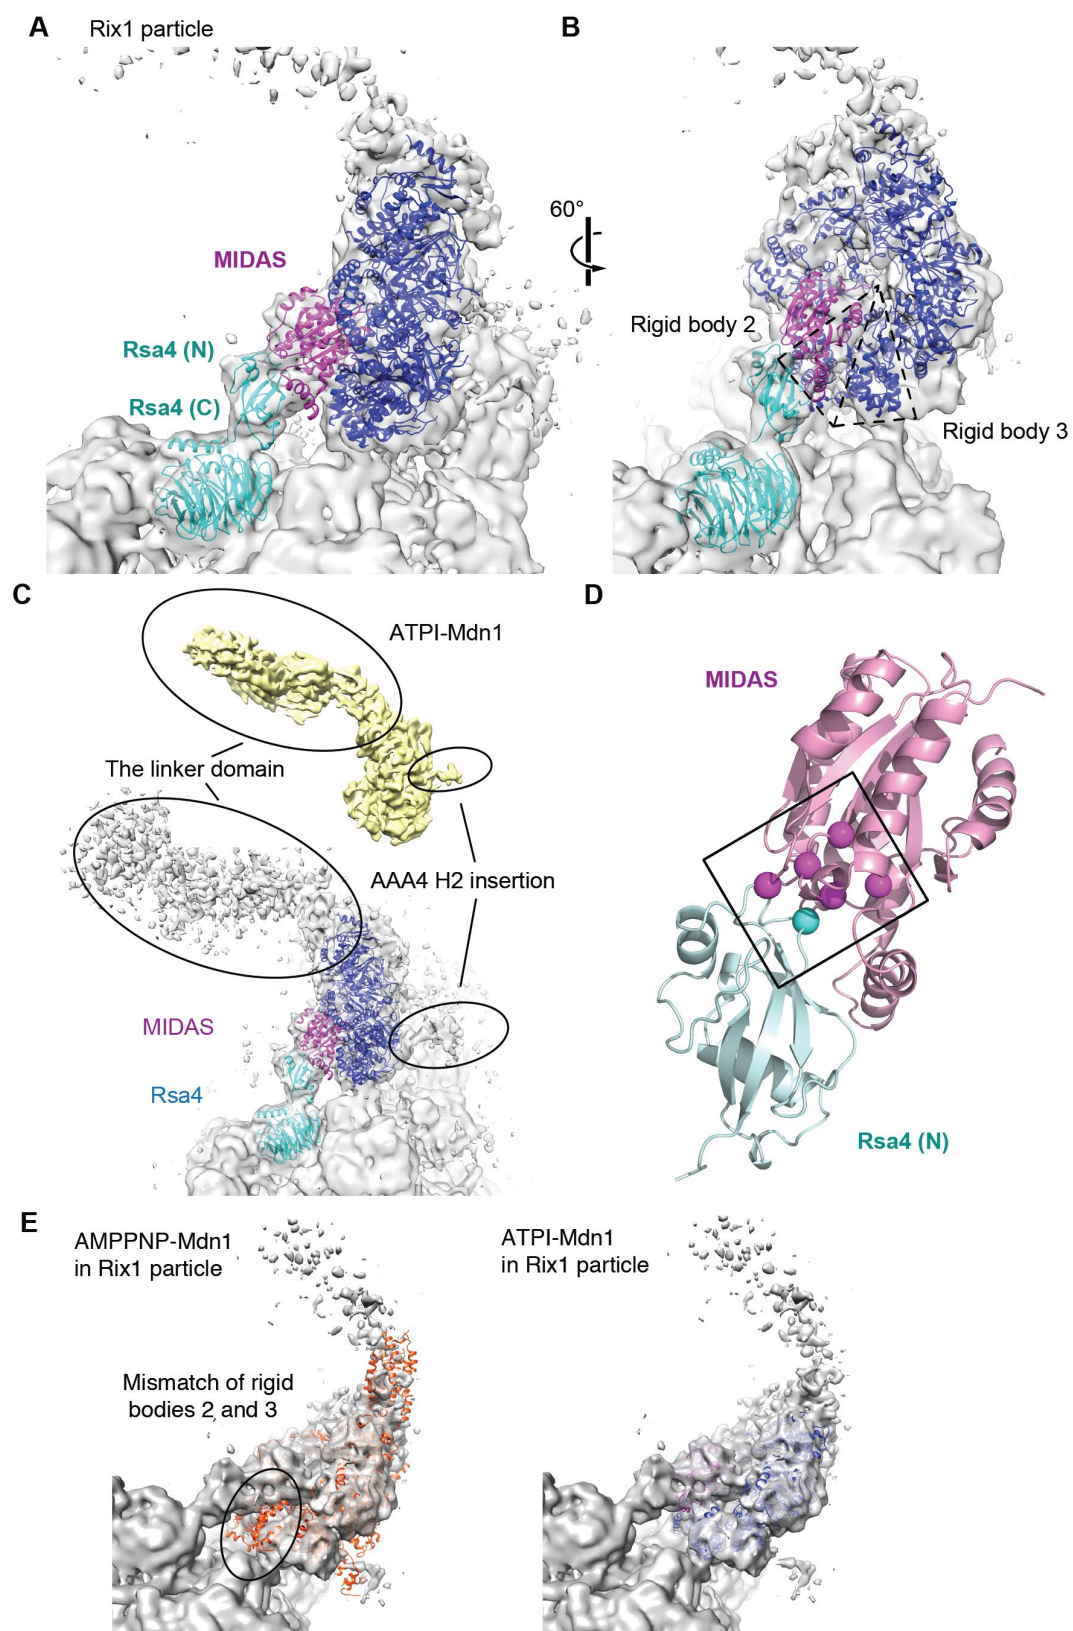 A
Rix1 particle
MIDAS
Rsa4 (N)
Rsa4 (C)
60°
B
Rigid body 2
Rigid body 3
C
ATPI-Mdn1
The linker domain
AAA4 H2 insertion
MIDAS
Rsa4
D
MIDAS
Rsa4 (N)
E
AMPPNP-Mdn1
in Rix1 particle
Mismatch of rigid
bodies 2 and 3
ATPI-Mdn1
in Rix1 particle